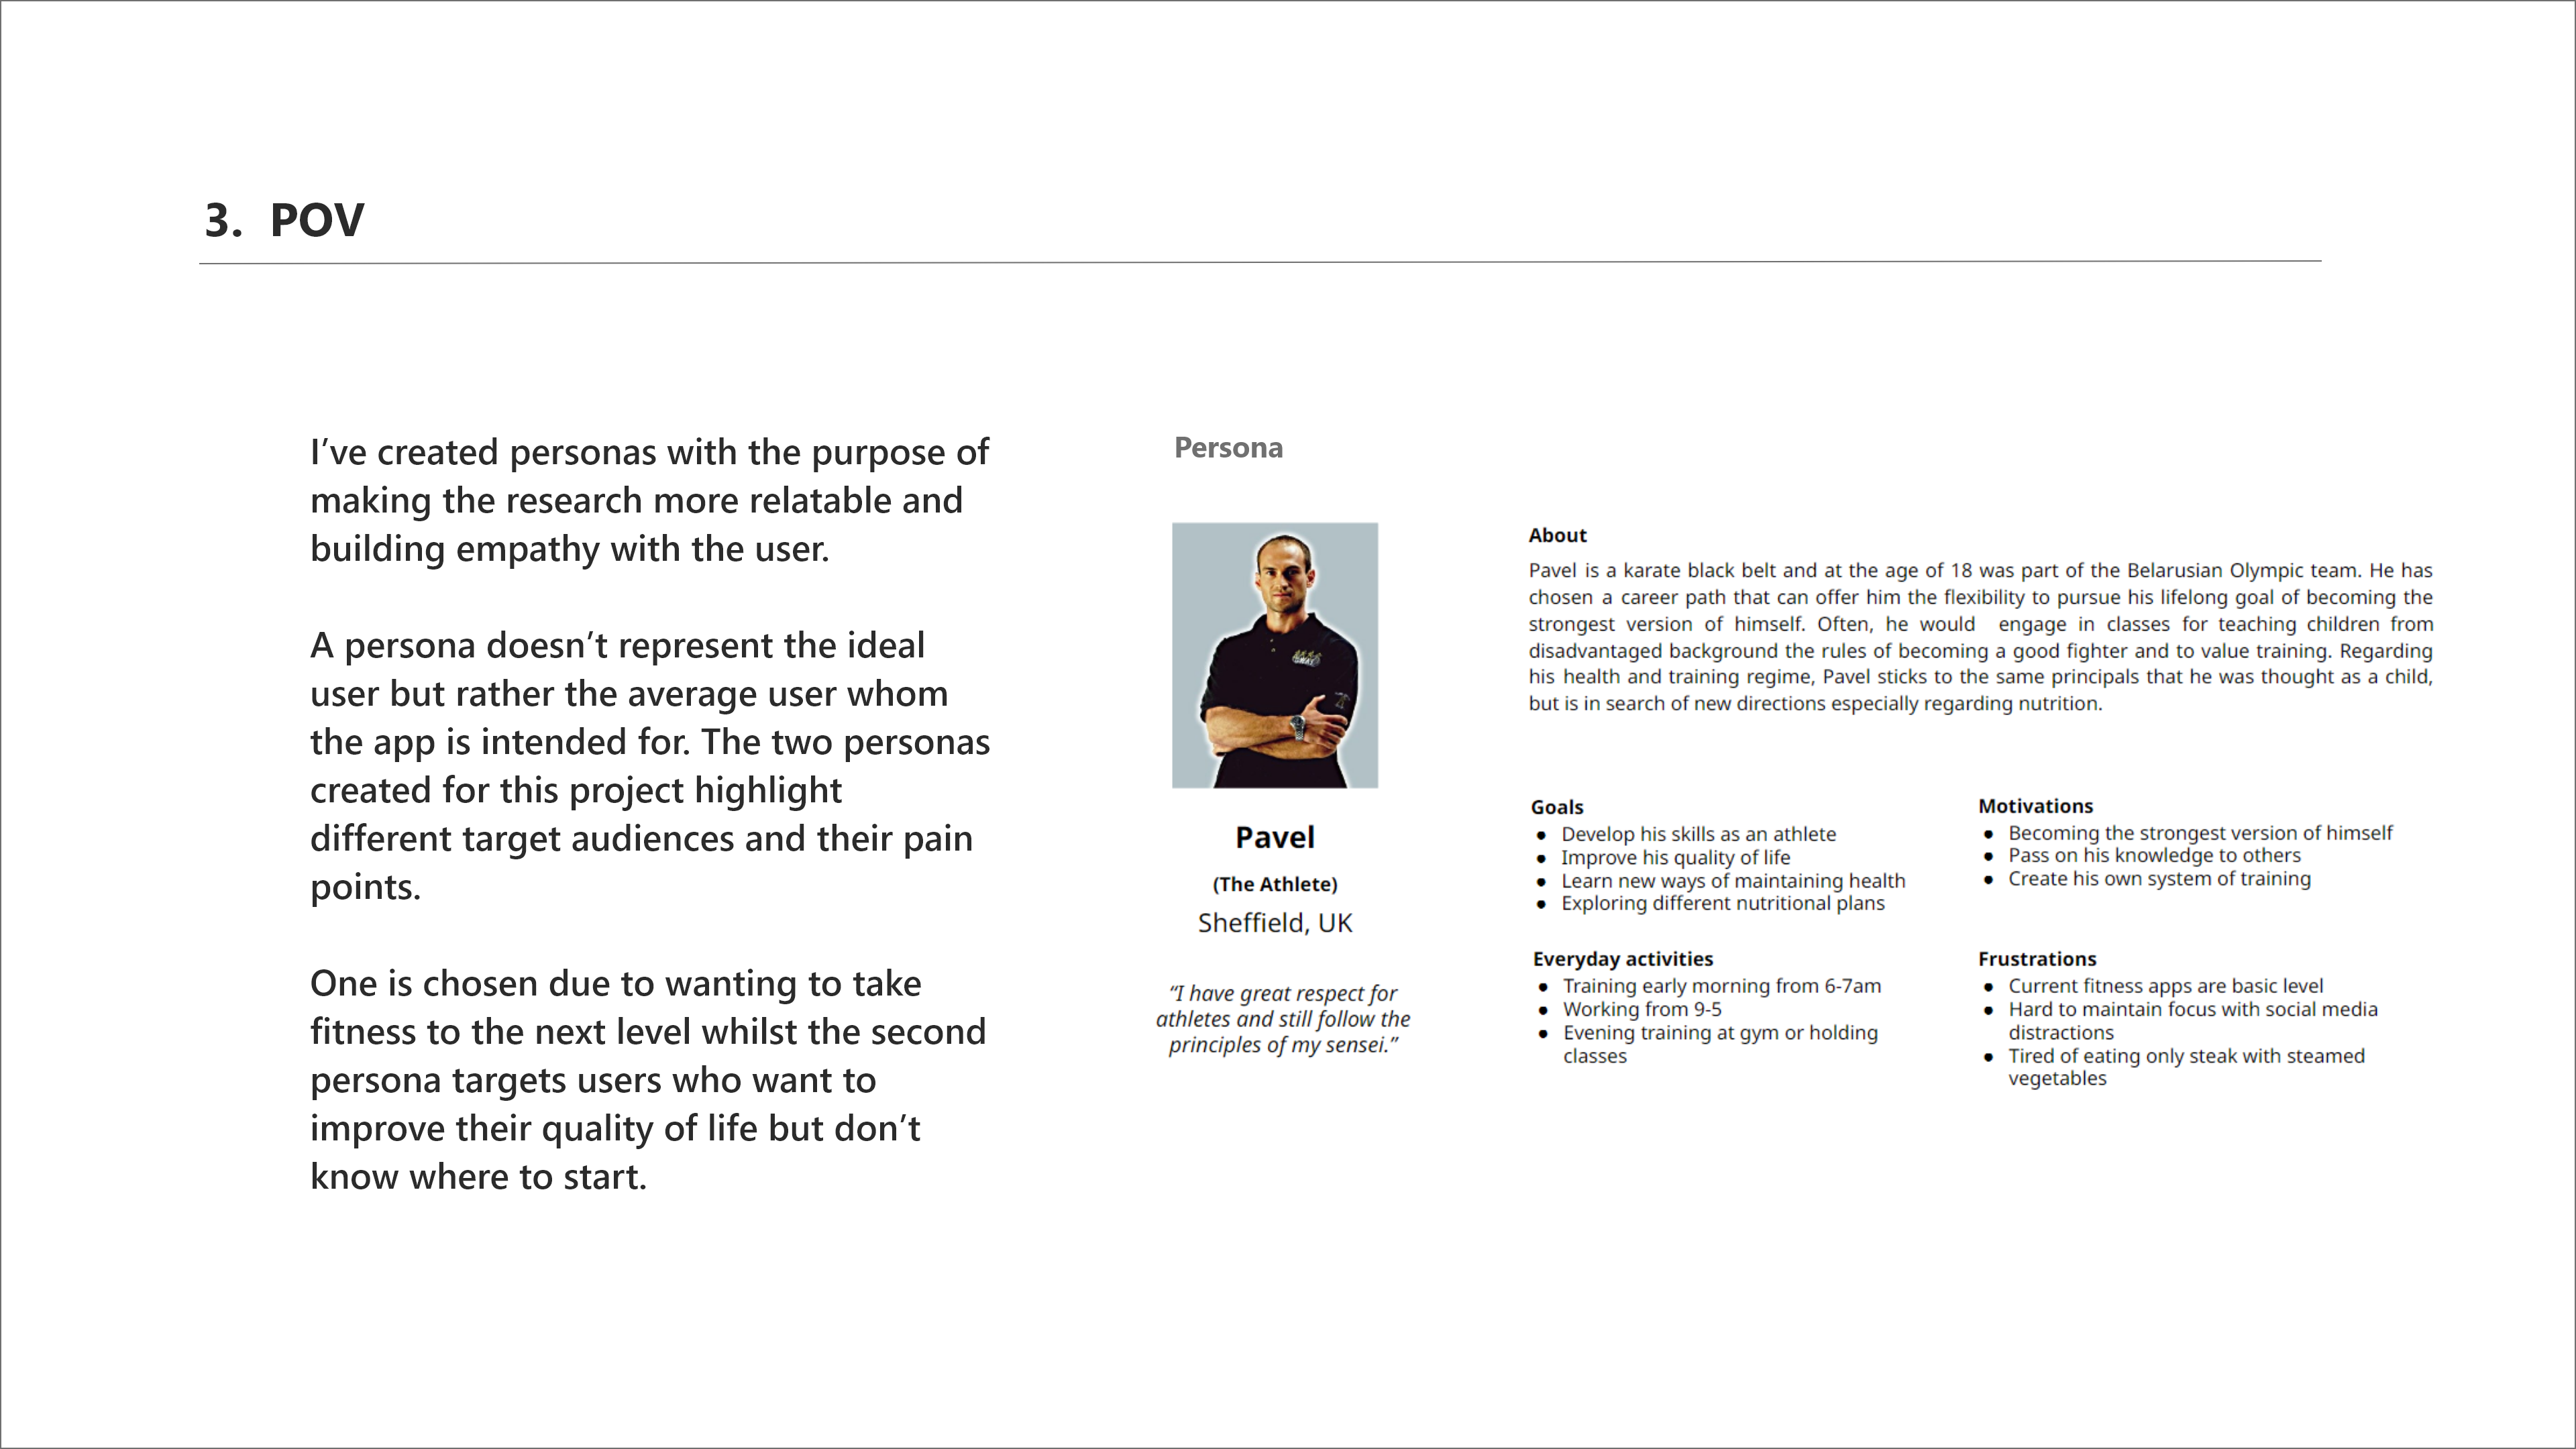 3. POV
I’ve created personas with the purpose of
making the research more relatable and
building empathy with the user.
A persona doesn’t represent the ideal
user but rather the average user whom
the app is intended for. The two personas
created for this project highlight
different target audiences and their pain
points.
One is chosen due to wanting to take
fitness to the next level whilst the second
persona targets users who want to
improve their quality of life but don’t
know where to start.
Persona
Pavel
(The Athlete)
Sheffield, UK
“I have great respect for
athletes and still follow the
principles of my sensei.”
About
Pavel is a karate black belt and at the age of 18 was part of the Belarusian Olympic team. He has
chosen a career path that can offer him the flexibility to pursue his lifelong goal of becoming the
strongest version of himself. Often, he would engage in classes for teaching children from
disadvantaged background the rules of becoming a good fighter and to value training. Regarding
his health and training regime, Pavel sticks to the same principals that he was thought as a child,
but is in search of new directions especially regarding nutrition.
Goals
● Develop his skills as an athlete
● Improve his quality of life
● Learn new ways of maintaining health
● Exploring different nutritional plans
Motivations
● Becoming the strongest version of himself
● Pass on his knowledge to others
● Create his own system of training
Everyday activities
● Training early morning from 6-7am
● Working from 9-5
● Evening training at gym or holding
classes
Frustrations
● Current fitness apps are basic level
● Hard to maintain focus with social media
distractions
● Tired of eating only steak with steamed
vegetables